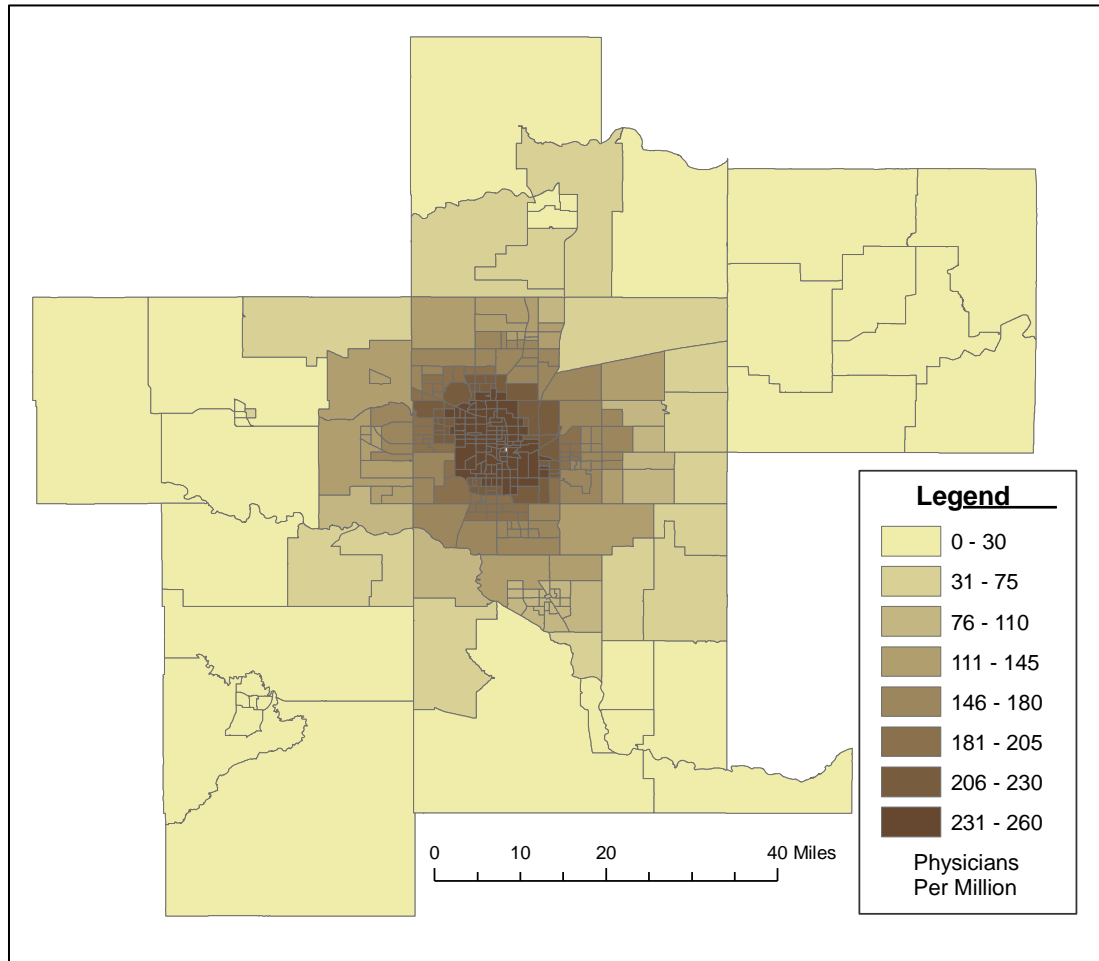 Legend
0 - 30
31 - 75
76 - 110
111 - 145
146 - 180
181 - 205
206 - 230
231 - 260
Physicians
Per Million
0 10 20 40 Miles